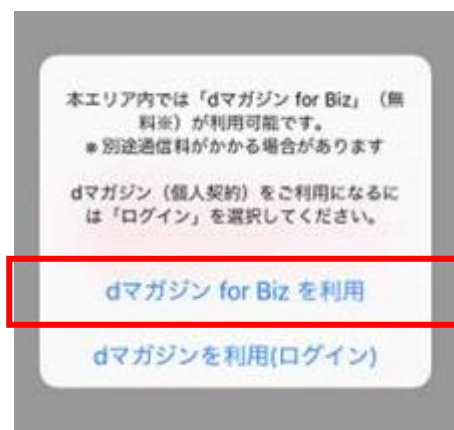 本エリア内では「dマガジン for Biz」（無
料※）が利用可能です。
※別途通信料がかかる場合があります
dマガジン（個人契約）をご利用になるに
は「ログイン」を選択してください。
dマガジン for Biz を利用
dマガジンを利用(ログイン)